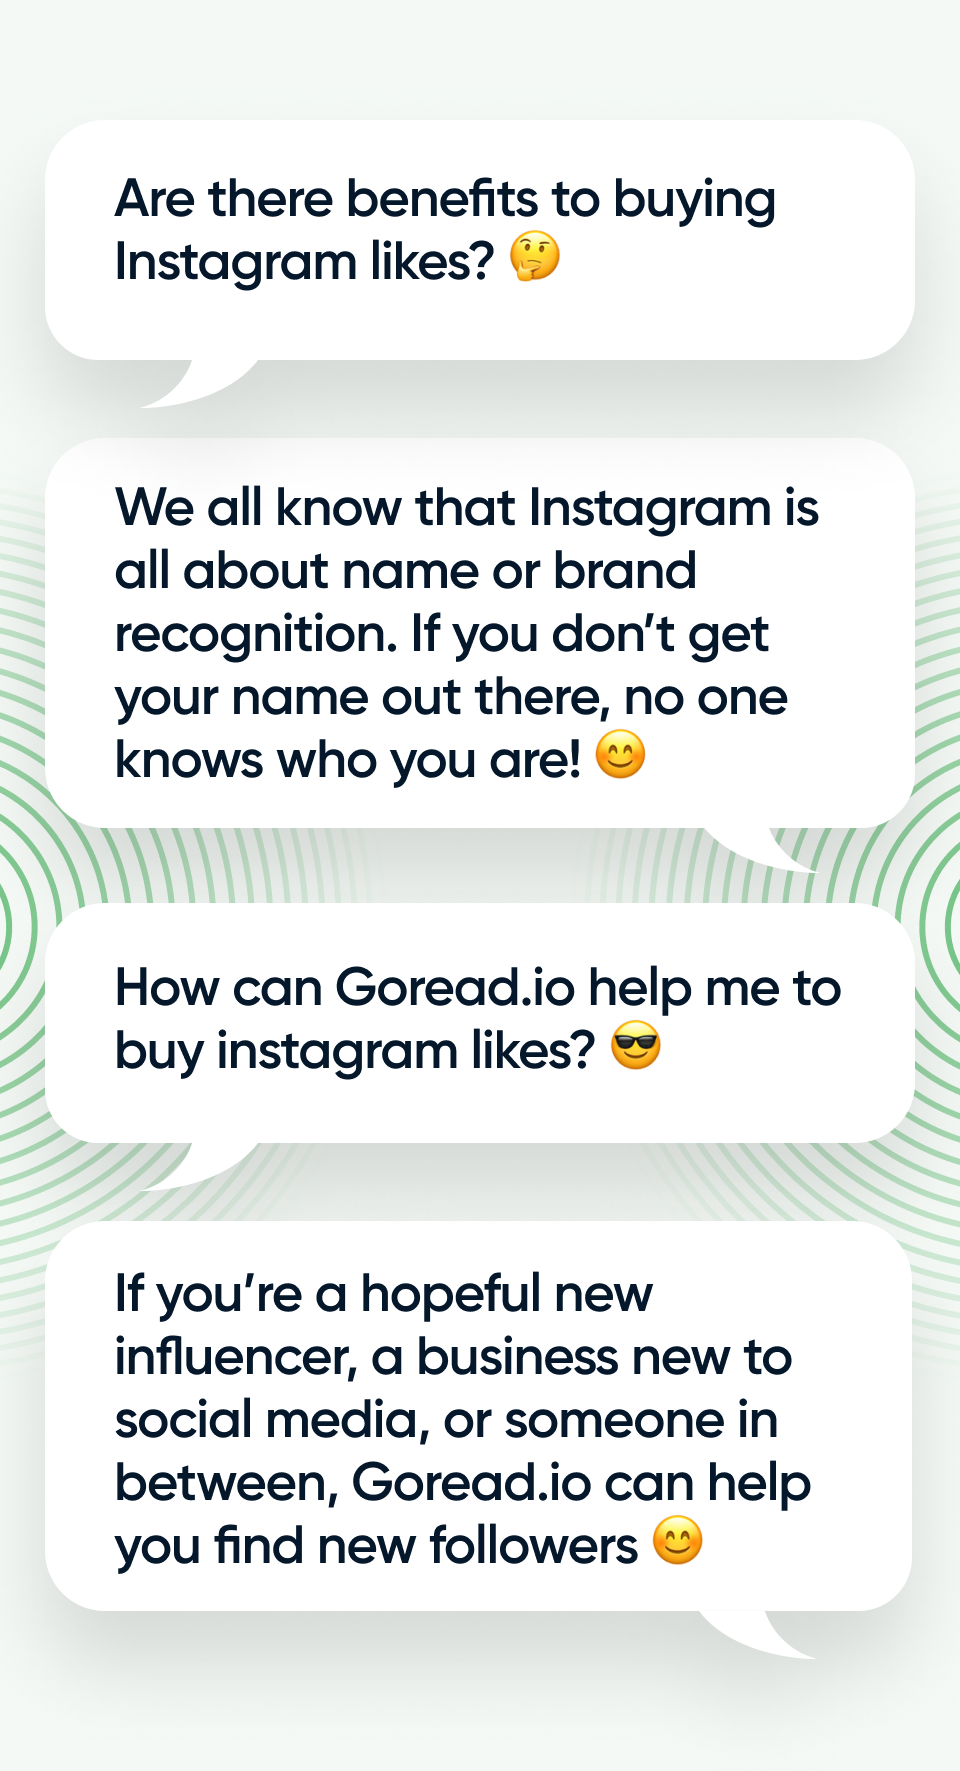 Are there benefits to buying
Instagram likes? 🤔
We all know that Instagram is
all about name or brand
recognition. If you don’t get
your name out there, no one
knows who you are! 😊
How can Goread.io help me to
buy instagram likes? 😎
If you’re a hopeful new
influencer, a business new to
social media, or someone in
between, Goread.io can help
you find new followers 😊